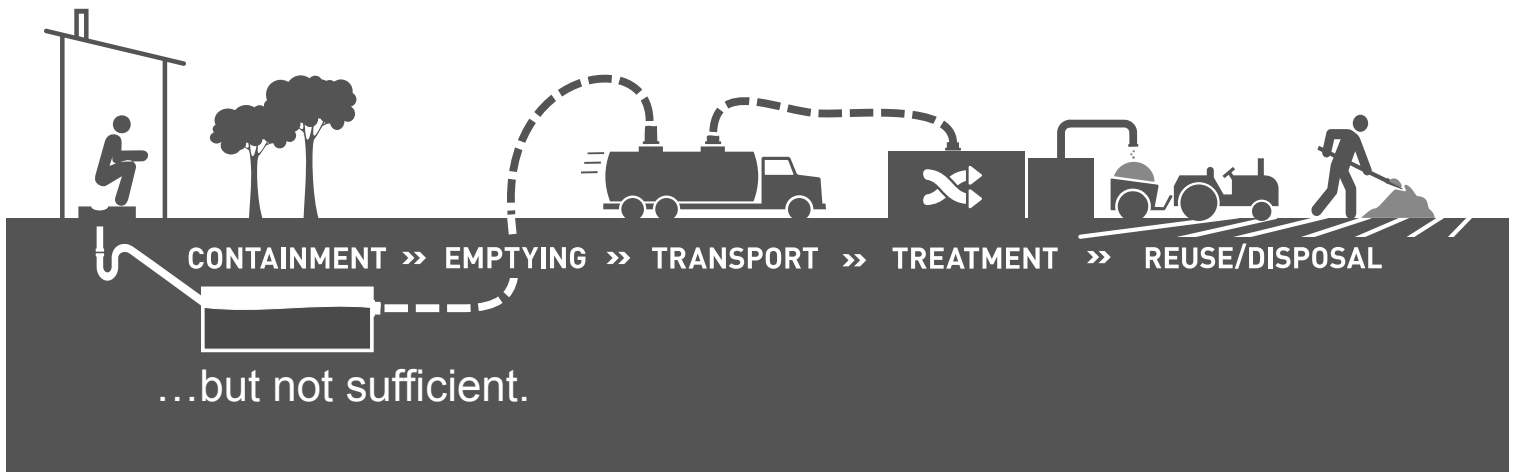 CONTAINMENT » EMPTYING » TRANSPORT » TREATMENT » REUSE/DISPOSAL
…but not sufficient.